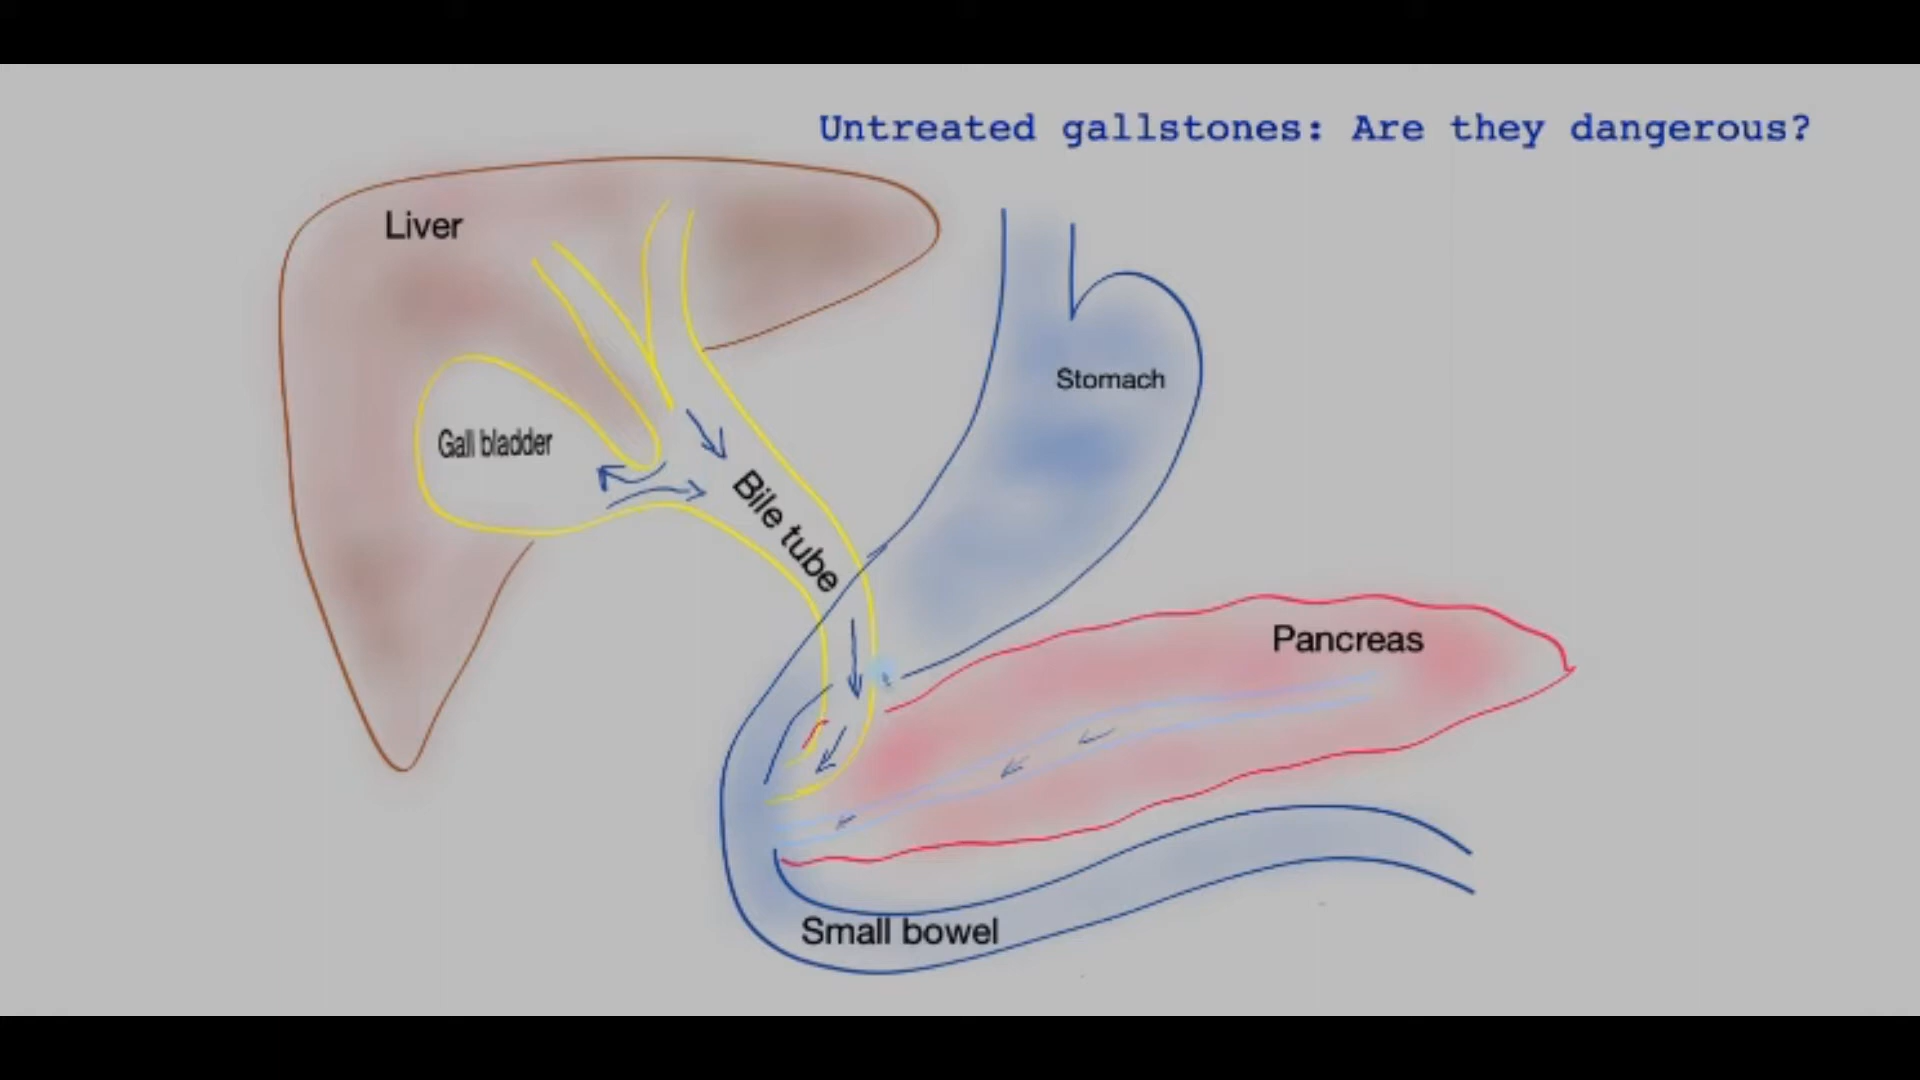 Untreated gallstones: Are they dangerous?
Liver
Stomach
Gall bladder
Bile tube
Pancreas
Small bowel